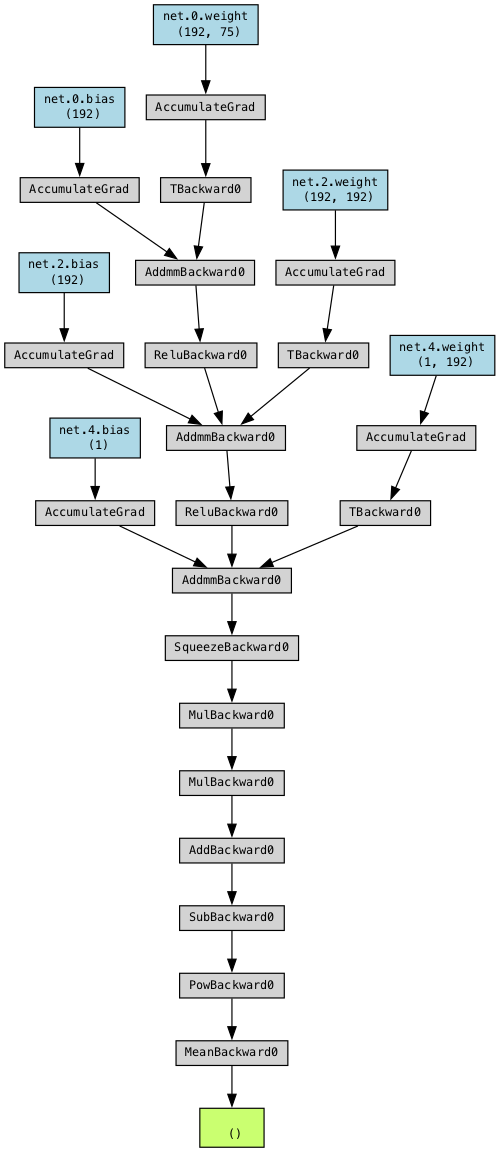 net.0.weight
(192, 75)
net.0.bias
(192)
AccumulateGrad
AccumulateGrad
TBackward0
net.2.weight
(192, 192)
net.2.bias
(192)
AddmmBackward0
AccumulateGrad
AccumulateGrad
ReluBackward0
TBackward0
net.4.weight
(1, 192)
net.4.bias
(1)
AddmmBackward0
AccumulateGrad
AccumulateGrad
ReluBackward0
TBackward0
AddmmBackward0
SqueezeBackward0
MulBackward0
MulBackward0
AddBackward0
SubBackward0
PowBackward0
MeanBackward0
()